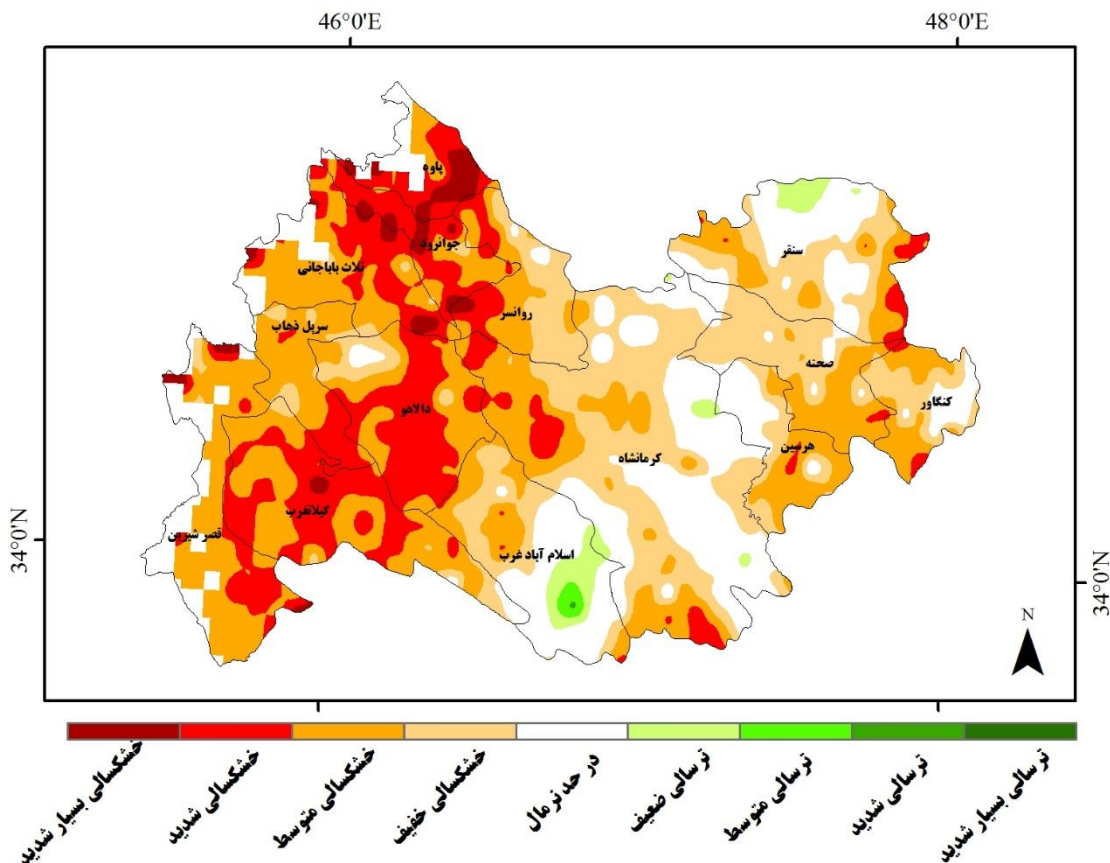 46°0'E
48°0'E
پاوه
جوانرود
سنقر
ثلاث باباجانی
روانسر
سرپل ذهاب
صحنه
دالاهو
کنگاور
هرسین
کرمانشاه
گیلانغرب
قصر شیرین
اسلام آباد غرب
34°0'N
34°0'N
N
خشکسالی بسیار شدید
خشکسالی شدید
خشکسالی متوسط
خشکسالی خفیف
در حد نرمال
ترسالی ضعیف
ترسالی متوسط
ترسالی شدید
ترسالی بسیار شدید